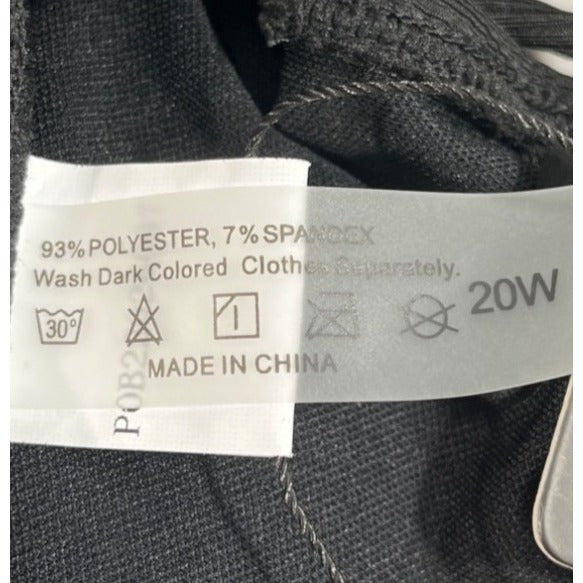 93% POLYESTER, 7% SPANDEX
Wash Dark Colored Clothes Separately.
30°
20W
MADE IN CHINA